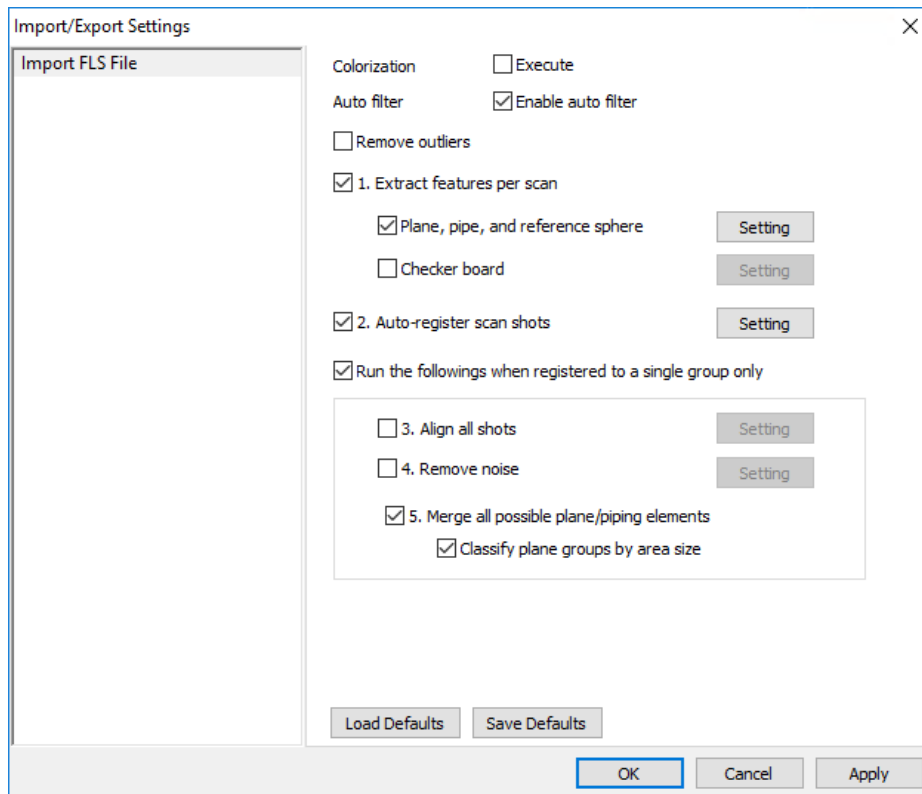 Import/Export Settings
Import FLS File
Colorization Execute
Auto filter Enable auto filter
Remove outliers
1. Extract features per scan
Plane, pipe, and reference sphere Setting
Checker board Setting
2. Auto-register scan shots Setting
Run the followings when registered to a single group only
3. Align all shots Setting
4. Remove noise Setting
5. Merge all possible plane/piping elements
Classify plane groups by area size
Load Defaults Save Defaults
OK Cancel Apply